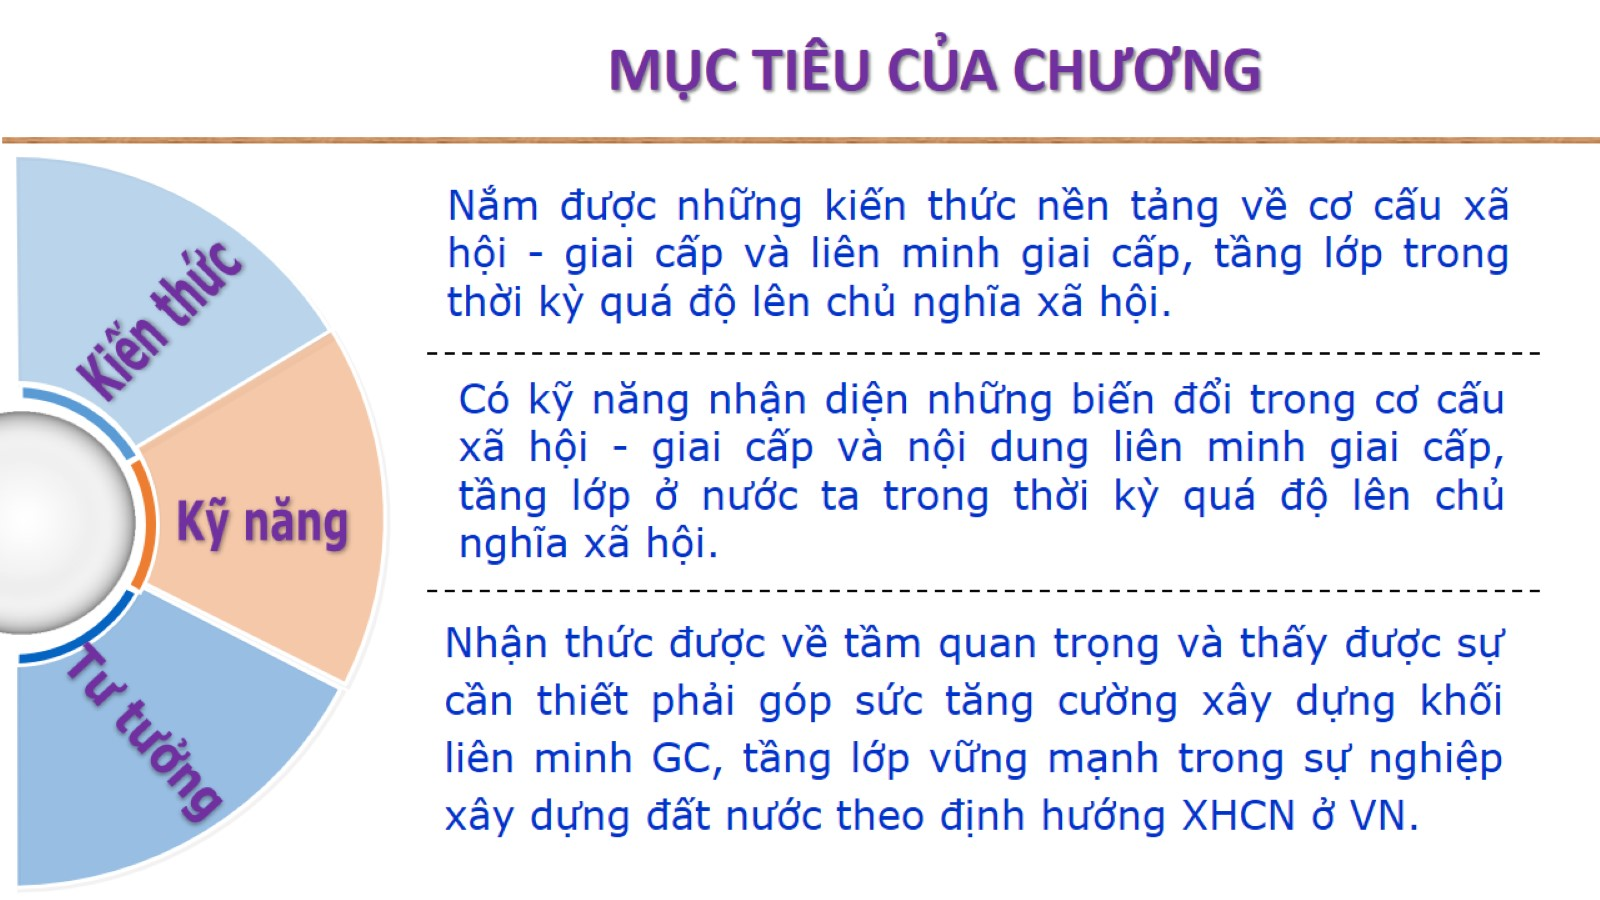 MỤC TIÊU CỦA CHƯƠNG
Kiến thức
Nắm được những kiến thức nền tảng về cơ cấu xã
hội - giai cấp và liên minh giai cấp, tầng lớp trong
thời kỳ quá độ lên chủ nghĩa xã hội.
Kỹ năng
Có kỹ năng nhận diện những biến đổi trong cơ cấu
xã hội - giai cấp và nội dung liên minh giai cấp,
tầng lớp ở nước ta trong thời kỳ quá độ lên chủ
nghĩa xã hội.
Tư tưởng
Nhận thức được về tầm quan trọng và thấy được sự
cần thiết phải góp sức tăng cường xây dựng khối
liên minh GC, tầng lớp vững mạnh trong sự nghiệp
xây dựng đất nước theo định hướng XHCN ở VN.